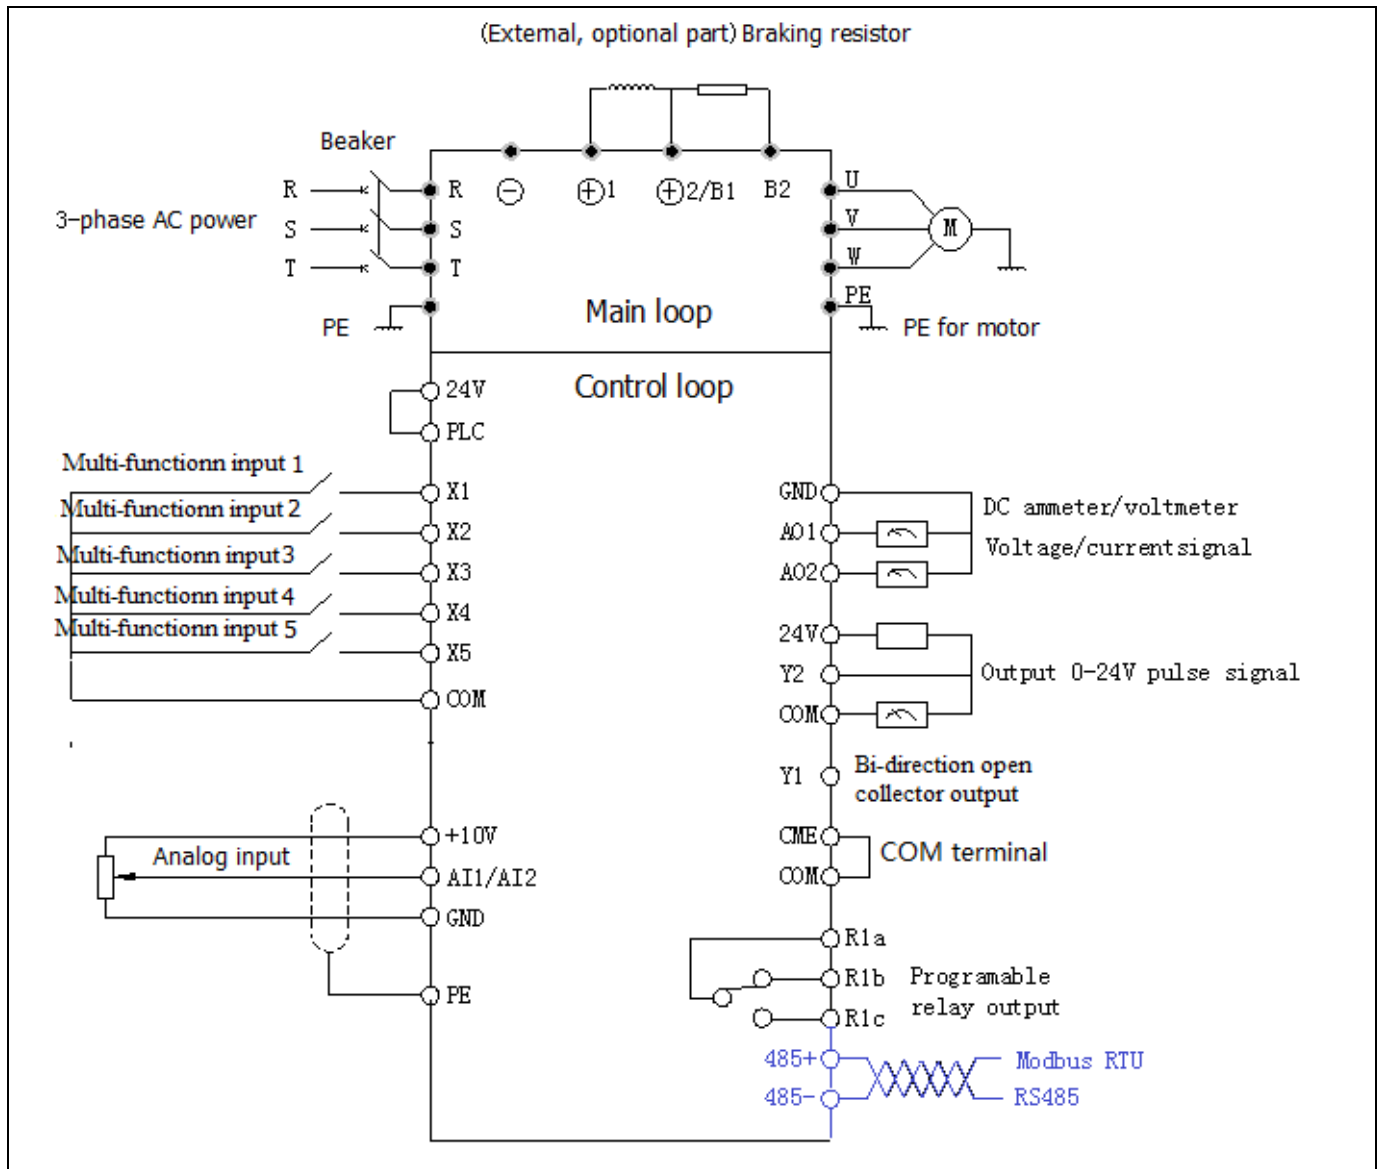 (External, optional part) Braking resistor
Beaker
R
S
T
3-phase AC power
PE
R
S
T
⊖
⊕1
⊕2/B1
B2
U
V
W
PE
M
PE for motor
Main loop
Control loop
24V
PLC
Multi-functionn input 1
X1
Multi-functionn input 2
X2
Multi-functionn input 3
X3
Multi-functionn input 4
X4
Multi-functionn input 5
X5
COM
Analog input
+10V
AI1/AI2
GND
PE
GND
AO1
AO2
DC ammeter/voltmeter
Voltage/currentsignal
24V
Y2
COM
Output 0-24V pulse signal
Y1
Bi-direction open
collector output
CME
COM
COM terminal
R1a
R1b
R1c
Programable
relay output
485+
485-
Modbus RTU
RS485